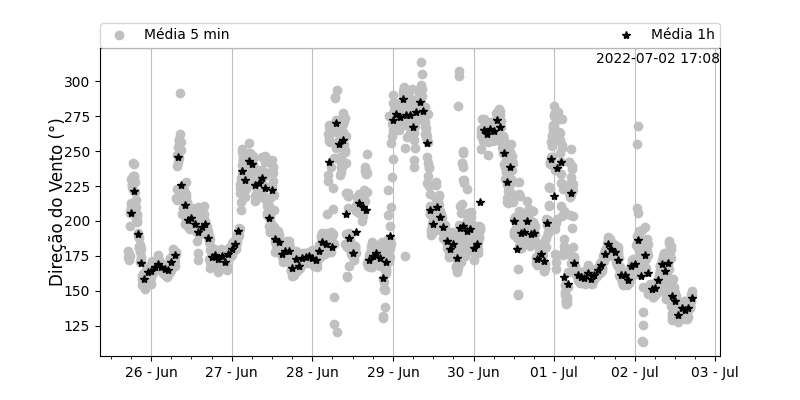 Média 5 min
Média 1h
2022-07-02 17:08
Direção do Vento (°)
300
275
250
225
200
175
150
125
26 - Jun
27 - Jun
28 - Jun
29 - Jun
30 - Jun
01 - Jul
02 - Jul
03 - Jul